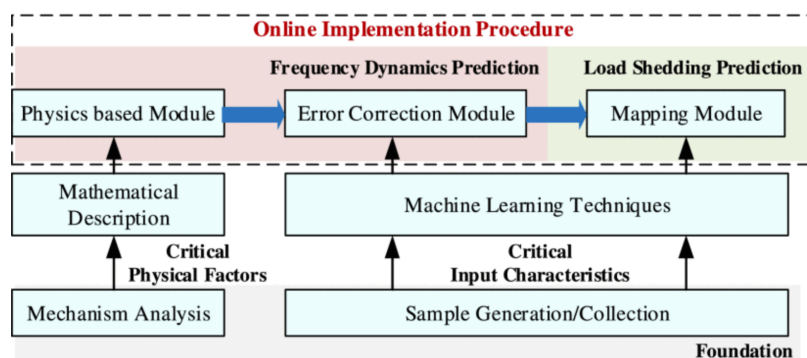 Online Implementation Procedure
Frequency Dynamics Prediction
Load Shedding Prediction
Physics based Module
Error Correction Module
Mapping Module
Mathematical
Description
Machine Learning Techniques
Critical
Physical Factors
Critical
Input Characteristics
Mechanism Analysis
Sample Generation/Collection
Foundation